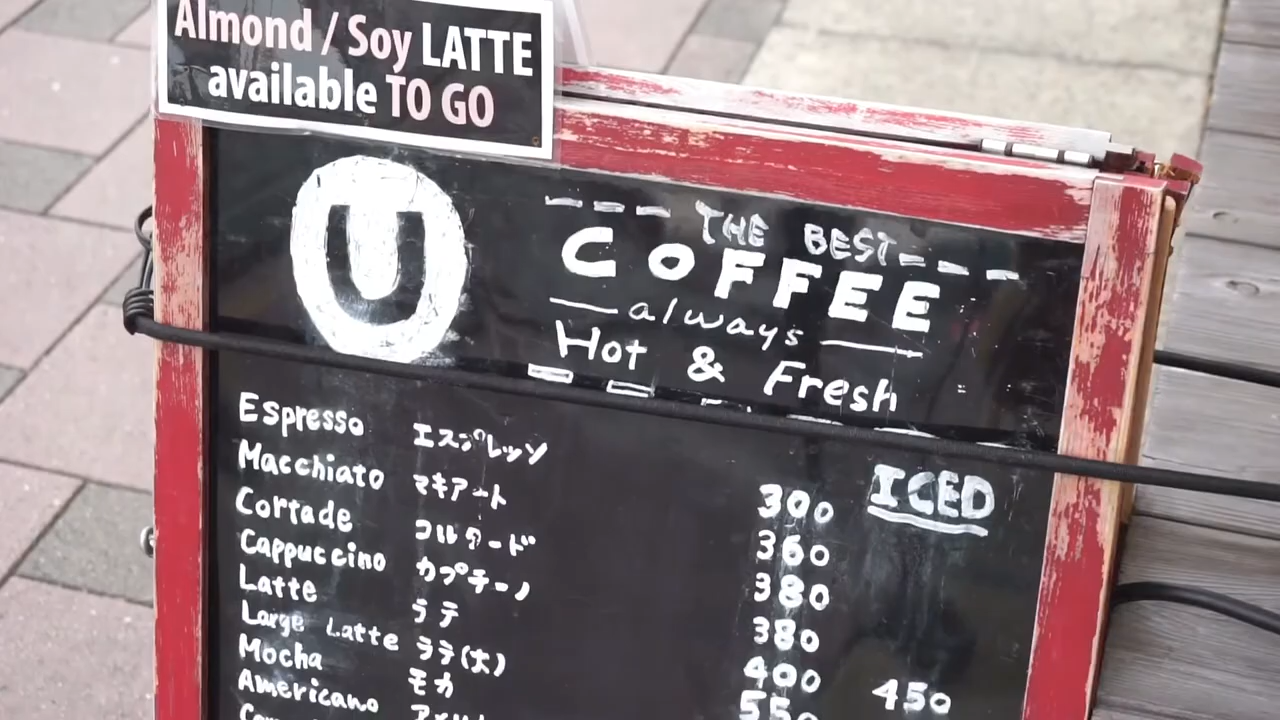 Almond / Soy LATTE
available TO GO
U
THE BEST
COFFEE
always
Hot & Fresh
ICED
Espresso エスプレッソ 300
Macchiato マキアート 360
Cortade コルタード 380
Cappuccino カプチーノ 380
Latte ラテ 400 450
Large Latte ラテ(大) 550
Mocha モカ
Americano